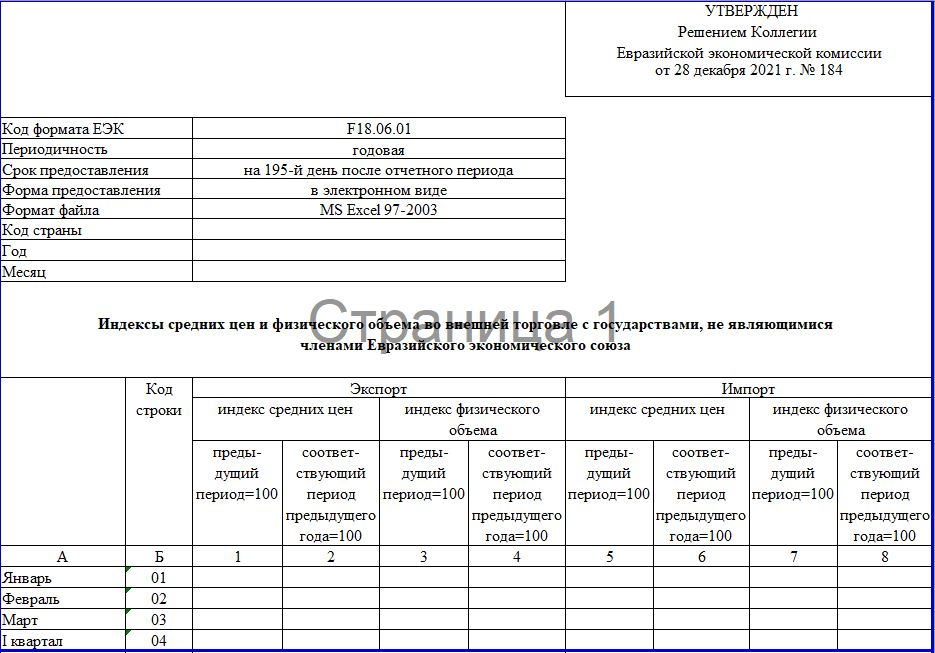 УТВЕРЖДЕН
Решением Коллегии
Евразийской экономической комиссии
от 28 декабря 2021 г. № 184
Код формата ЕЭК F18.06.01
Периодичность годовая
Срок предоставления на 195-й день после отчетного периода
Форма предоставления в электронном виде
Формат файла MS Excel 97-2003
Код страны
Год
Месяц
Страница 1
Индексы средних цен и физического объема во внешней торговле с государствами, не являющимися
членами Евразийского экономического союза
Код Экспорт Импорт
строки индекс средних цен индекс физического индекс средних цен индекс физического
объема объема
преды- соответ- преды- соответ- преды- соответ- преды- соответ-
дущий ствующий дущий ствующий дущий ствующий дущий ствующий
период=100 период период=100 период период=100 период период=100 период
предыдущего предыдущего предыдущего предыдущего
года=100 года=100 года=100 года=100
А Б 1 2 3 4 5 6 7 8
Январь 01
Февраль 02
Март 03
I квартал 04